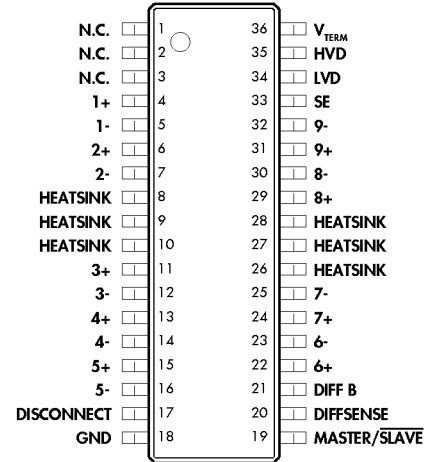 N.C. 1 36 VTERM
N.C. 2 35 HVD
N.C. 3 34 LVD
1+ 4 33 SE
1- 5 32 9-
2+ 6 31 9+
2- 7 30 8-
HEATSINK 8 29 8+
HEATSINK 9 28 HEATSINK
HEATSINK 10 27 HEATSINK
3+ 11 26 HEATSINK
3- 12 25 7-
4+ 13 24 7+
4- 14 23 6-
5+ 15 22 6+
5- 16 21 DIFF B
DISCONNECT 17 20 DIFFSENSE
GND 18 19 MASTER/SLAVE